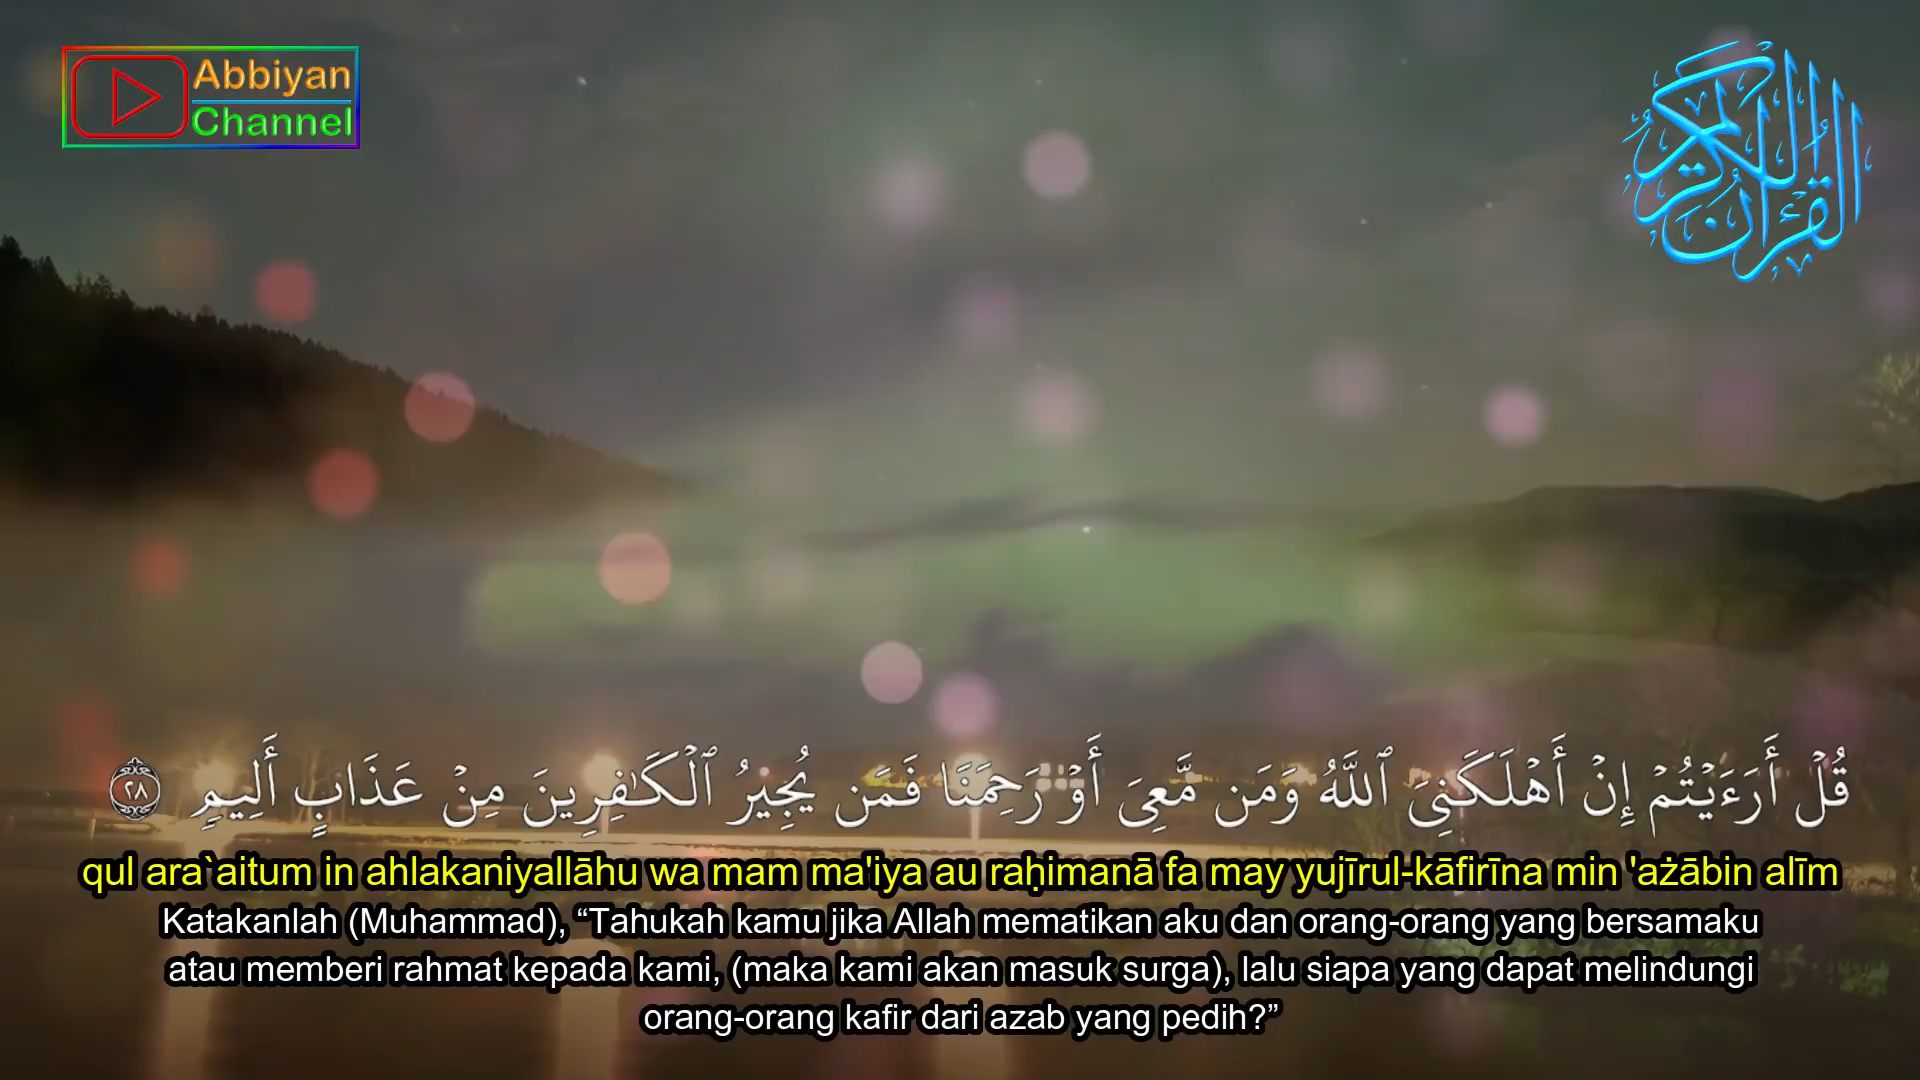 Abbiyan
Channel
القرآن الكريم
قُلۡ أَرَءَيۡتُمۡ إِنۡ أَهۡلَكَنِيَ ٱللَّهُ وَمَن مَّعِيَ أَوۡ رَحِمَنَا فَمَن يُجِيرُ ٱلۡكَٰفِرِينَ مِنۡ عَذَابٍ أَلِيمٖ ٢٨
qul ara`aitum in ahlakaniyallāhu wa mam ma'iya au raḥimanā fa may yujīrul-kāfirīna min 'ażābin alīm
Katakanlah (Muhammad), “Tahukah kamu jika Allah mematikan aku dan orang-orang yang bersamaku
atau memberi rahmat kepada kami, (maka kami akan masuk surga), lalu siapa yang dapat melindungi
orang-orang kafir dari azab yang pedih?”